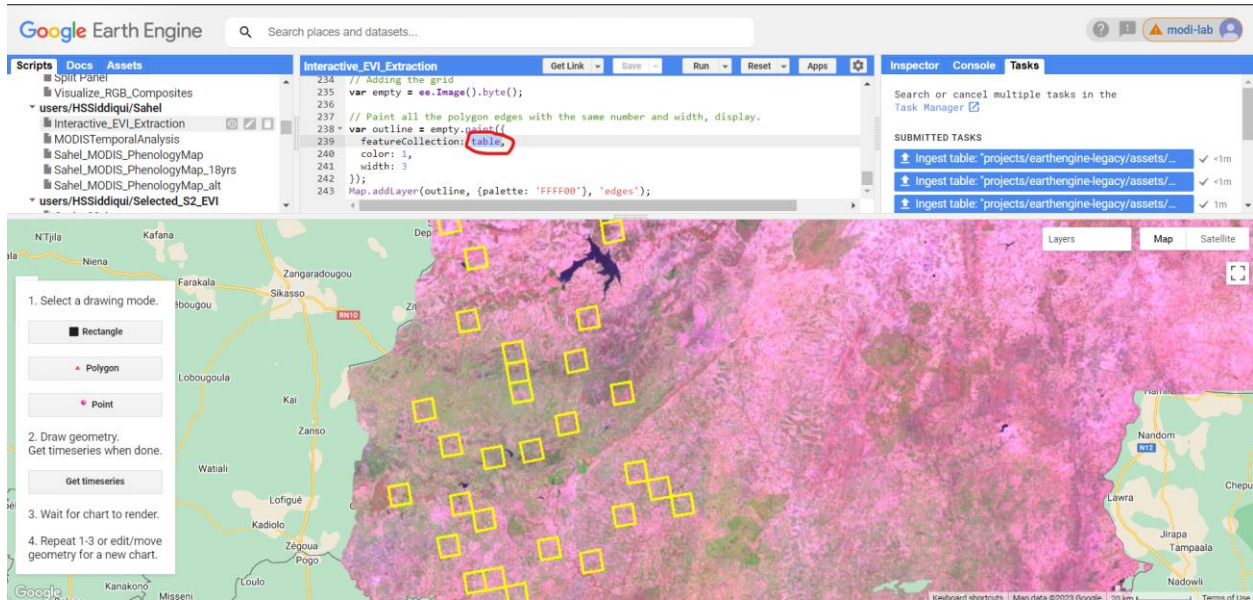 Google Earth Engine
Search places and datasets...
modi-lab
Scripts Docs Assets
Split Panel
Visualize_RGB_Composites
users/HSSiddiqui/Sahel
Interactive_EVI_Extraction
MODISTemporalAnalysis
Sahel_MODIS_PhenologyMap
Sahel_MODIS_PhenologyMap_18yrs
Sahel_MODIS_PhenologyMap_alt
users/HSSiddiqui/Selected_S2_EVI
Interactive_EVI_Extraction
Get Link Save Run Reset Apps
234 // Adding the grid
235 var empty = ee.Image().byte();
236
237 // Paint all the polygon edges with the same number and width, display.
238 var outline = empty.paint({
239 featureCollection: table,
240 color: 1,
241 width: 3
242 });
243 Map.addLayer(outline, {palette: 'FFFF00'}, 'edges');
Inspector Console Tasks
Search or cancel multiple tasks in the
Task Manager
SUBMITTED TASKS
Ingest table: "projects/earthengine-legacy/assets/... <1m
Ingest table: "projects/earthengine-legacy/assets/... <1m
Ingest table: "projects/earthengine-legacy/assets/... 1m
Layers
Map Satellite
1. Select a drawing mode.
Rectangle
Polygon
Point
2. Draw geometry.
Get timeseries when done.
Get timeseries
3. Wait for chart to render.
4. Repeat 1-3 or edit/move
geometry for a new chart.
N'Tjila
Kafana
Niena
Farakala
Zangaradougou
Sikasso
RN10
Lobougoula
Kaï
Zanso
Watiali
Lofigué
Kadiolo
Zégoua
Pogo
Loulo
Kanakono
Misseni
Nandom
N12
Lawra
Jirapa
Tampaala
Nadowli
Google
Keyboard shortcuts Map data ©2023 Google 20 km Terms of Use